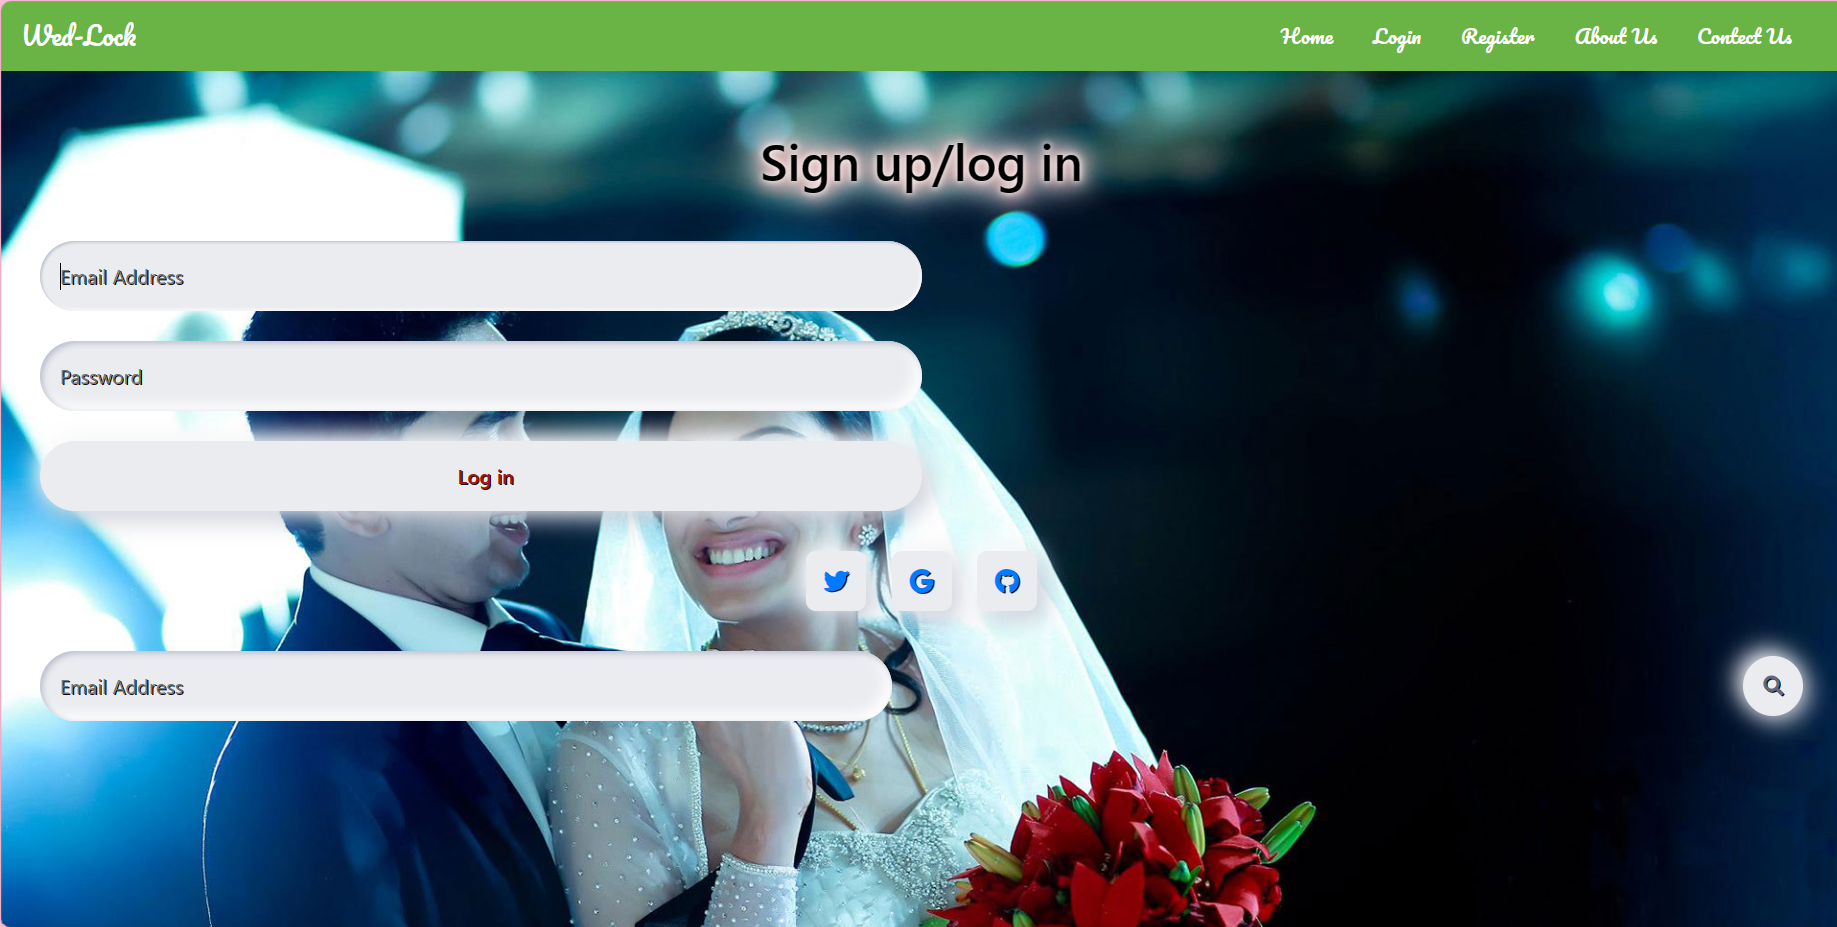 Wed-Lock
Home Login Register About Us Contect Us
Sign up/log in
Email Address
Password
Log in
Email Address